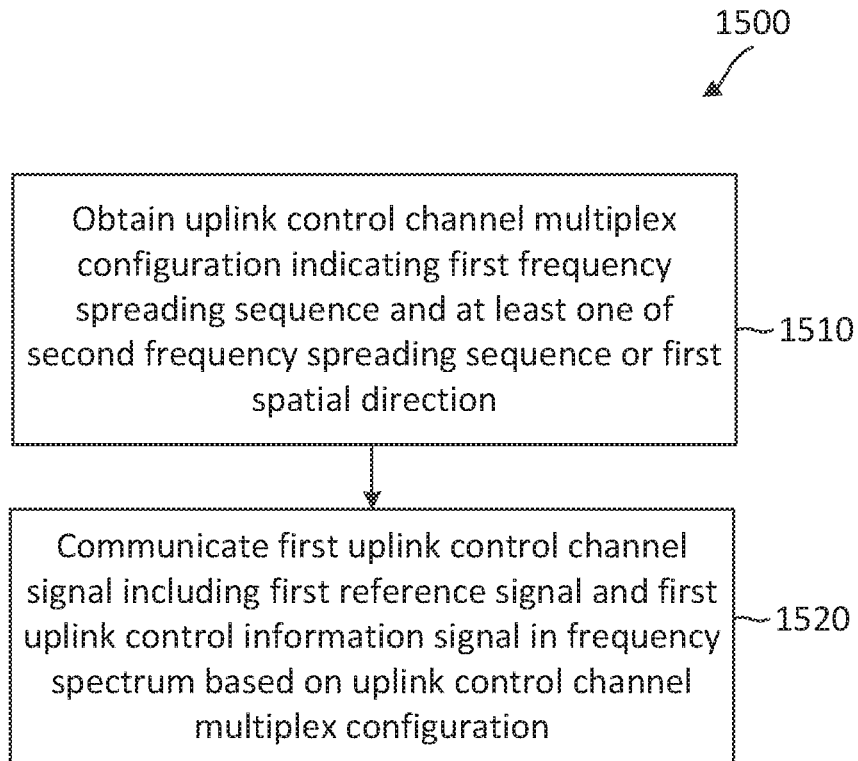 1500
Obtain uplink control channel multiplex
configuration indicating first frequency
spreading sequence and at least one of
second frequency spreading sequence or first
spatial direction
1510
Communicate first uplink control channel
signal including first reference signal and first
uplink control information signal in frequency
spectrum based on uplink control channel
multiplex configuration
1520